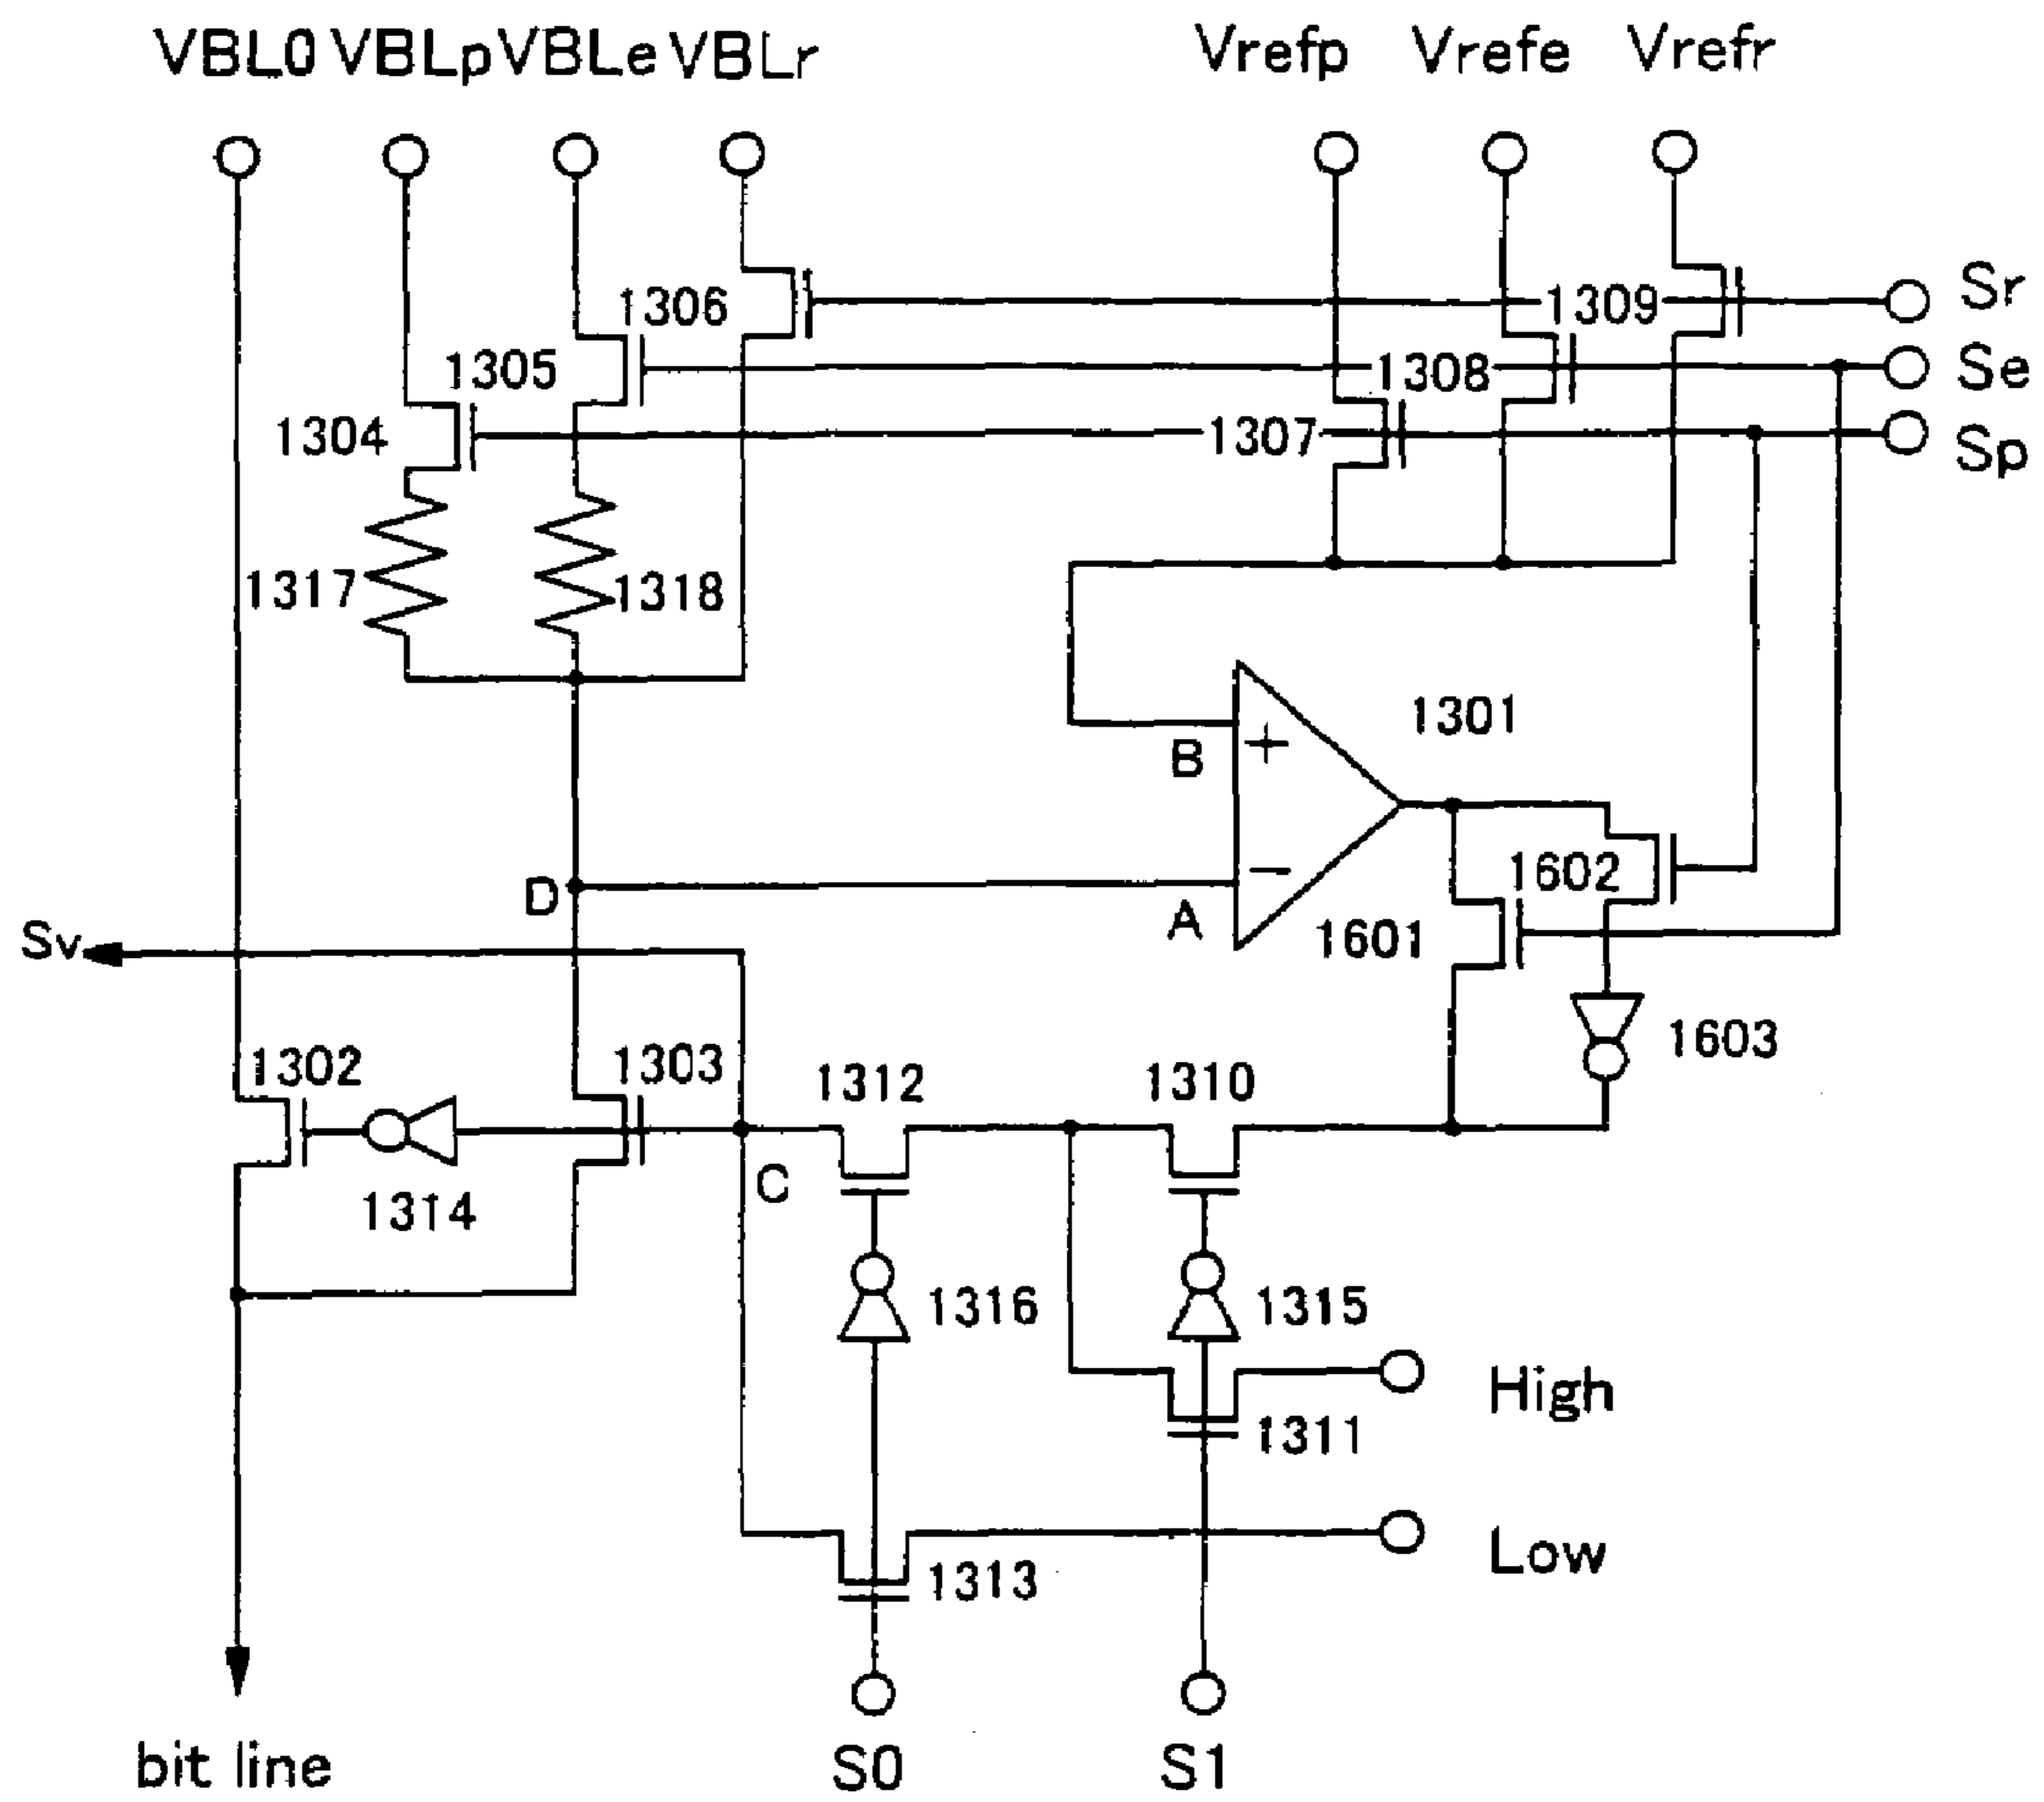 VBL0 VBLp VBLe VBLr Vrefp Vrefe Vrefr
1306 1309 Sr
1305 1308 Se
1304 1307 Sp
1317 1318
1301
B +
1602
D − A 1601
Sv
1603
1302 1303 1312 1310
C
1314
1316 1315
High
1311
Low
1313
bit line S0 S1